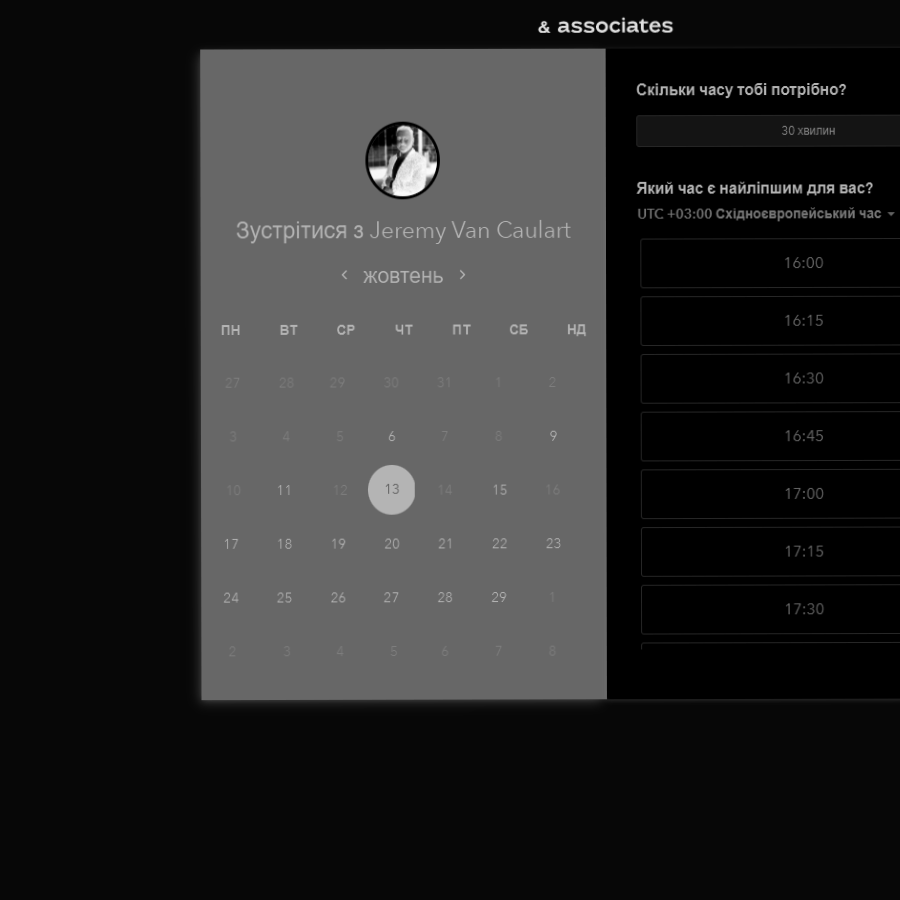 & associates
Зустрітися з Jeremy Van Caulart
жовтень
ПН ВТ СР ЧТ ПТ СБ НД
27 28 29 30 31 1 2
3 4 5 6 7 8 9
10 11 12 13 14 15 16
17 18 19 20 21 22 23
24 25 26 27 28 29 1
2 3 4 5 6 7 8
Скільки часу тобі потрібно?
30 хвилин
Який час є найліпшим для вас?
UTC +03:00 Східноєвропейський час
16:00
16:15
16:30
16:45
17:00
17:15
17:30